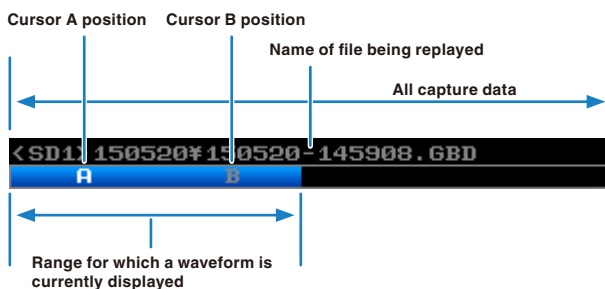 Cursor A position Cursor B position
Name of file being replayed
All capture data
<SD1>150520¥150520-145908.GBD
A B
Range for which a waveform is
currently displayed